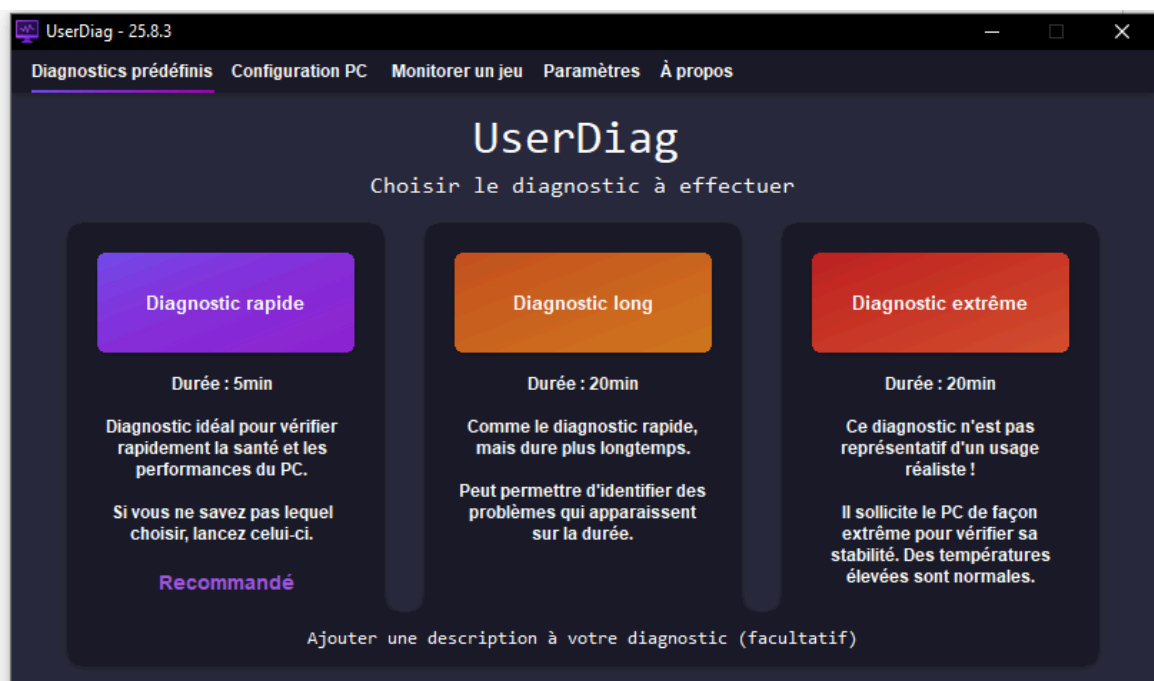 UserDiag - 25.8.3
Diagnostics prédéfinis Configuration PC Monitorer un jeu Paramètres À propos
UserDiag
Choisir le diagnostic à effectuer
Diagnostic rapide
Durée : 5min
Diagnostic idéal pour vérifier
rapidement la santé et les
performances du PC.
Si vous ne savez pas lequel
choisir, lancez celui-ci.
Recommandé
Diagnostic long
Durée : 20min
Comme le diagnostic rapide,
mais dure plus longtemps.
Peut permettre d'identifier des
problèmes qui apparaissent
sur la durée.
Diagnostic extrême
Durée : 20min
Ce diagnostic n'est pas
représentatif d'un usage
réaliste !
Il sollicite le PC de façon
extrême pour vérifier sa
stabilité. Des températures
élevées sont normales.
Ajouter une description à votre diagnostic (facultatif)